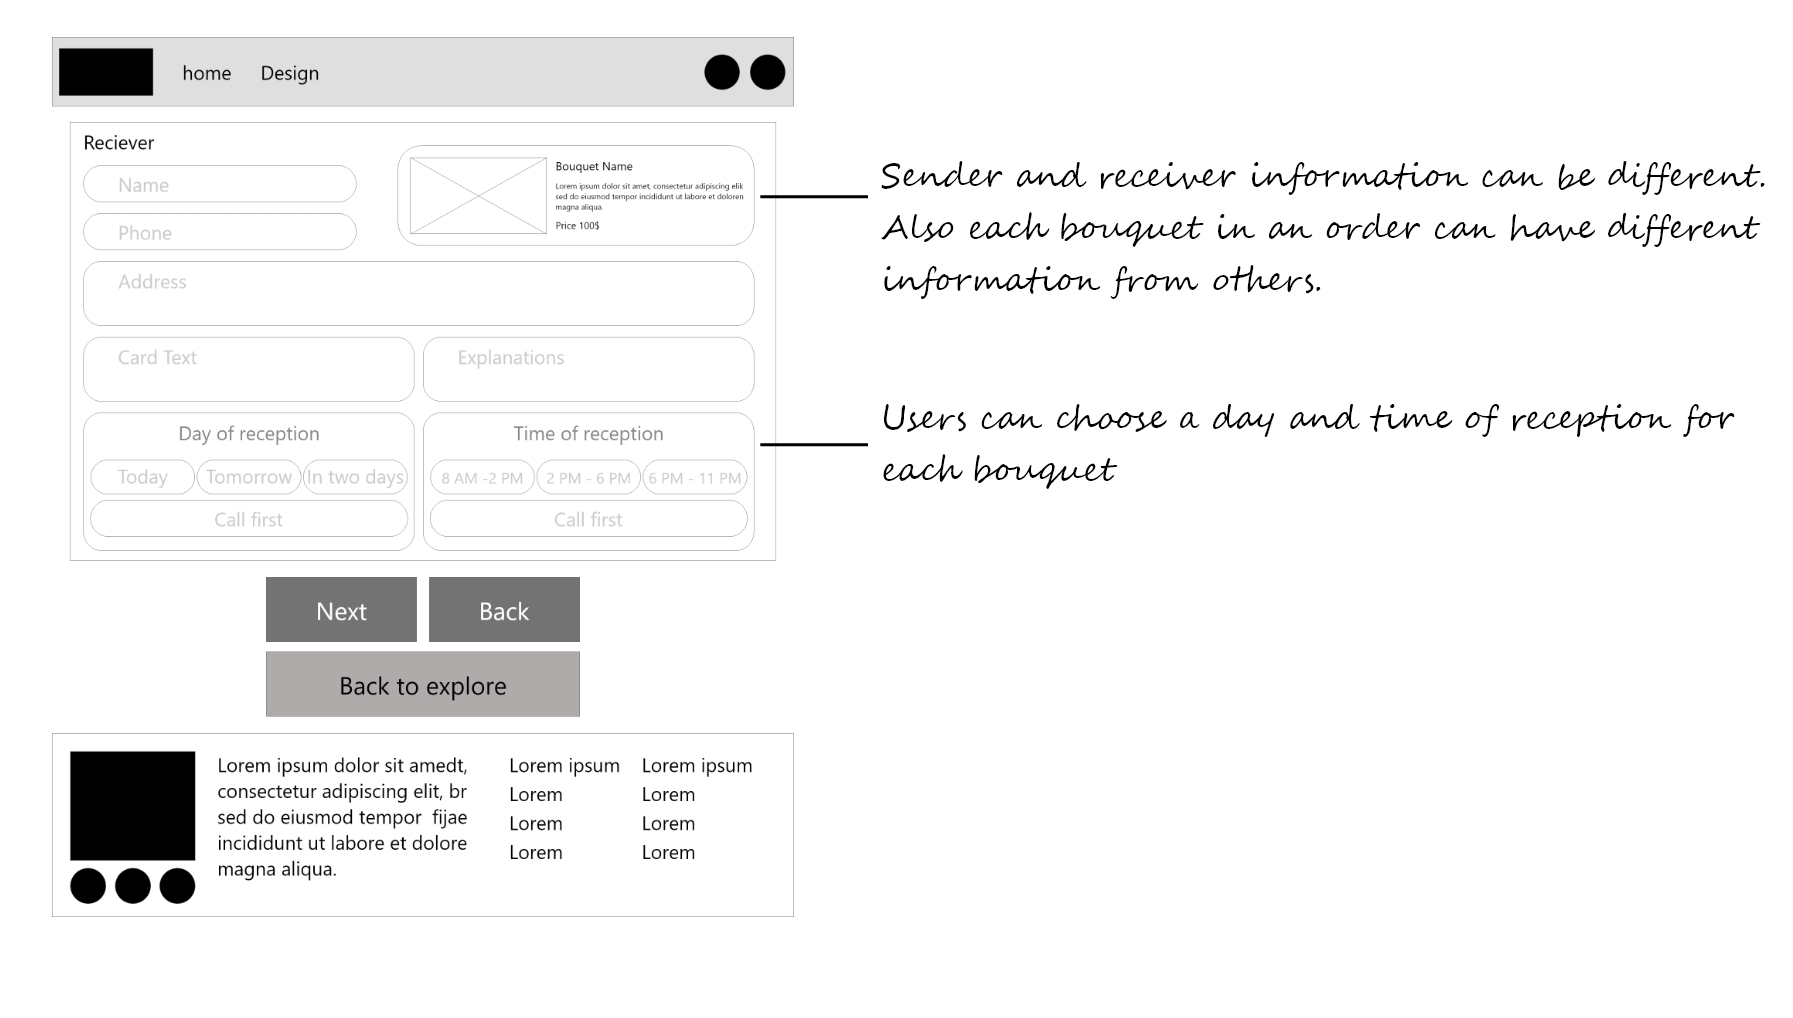 home Design
Reciever
Name
Phone
Bouquet Name
Lorem ipsum dolor sit amet, consectetur adipiscing elik
sed do eiusmod tempor incididunt ut labore et doloren
magna aliqua.
Price 100$
Address
Card Text
Explanations
Day of reception
Today Tomorrow In two days
Call first
Time of reception
8 AM -2 PM 2 PM - 6 PM 6 PM - 11 PM
Call first
Sender and receiver information can be different.
Also each bouquet in an order can have different
information from others.
Users can choose a day and time of reception for
each bouquet
Next Back
Back to explore
Lorem ipsum dolor sit amedt,
consectetur adipiscing elit, br
sed do eiusmod tempor  fijae
incididunt ut labore et dolore
magna aliqua.
Lorem ipsum
Lorem
Lorem
Lorem
Lorem ipsum
Lorem
Lorem
Lorem